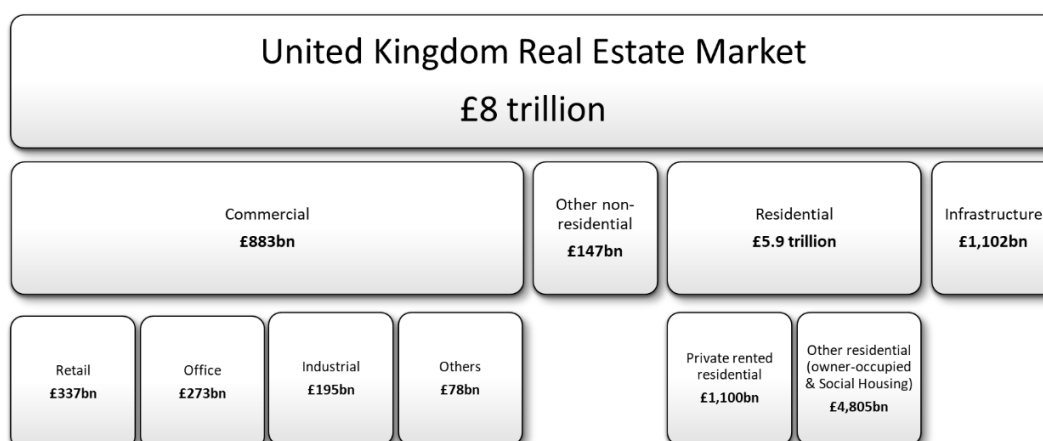 United Kingdom Real Estate Market
£8 trillion
Commercial
£883bn
Other non-
residential
£147bn
Residential
£5.9 trillion
Infrastructure
£1,102bn
Retail
£337bn
Office
£273bn
Industrial
£195bn
Others
£78bn
Private rented
residential
£1,100bn
Other residential
(owner-occupied
& Social Housing)
£4,805bn